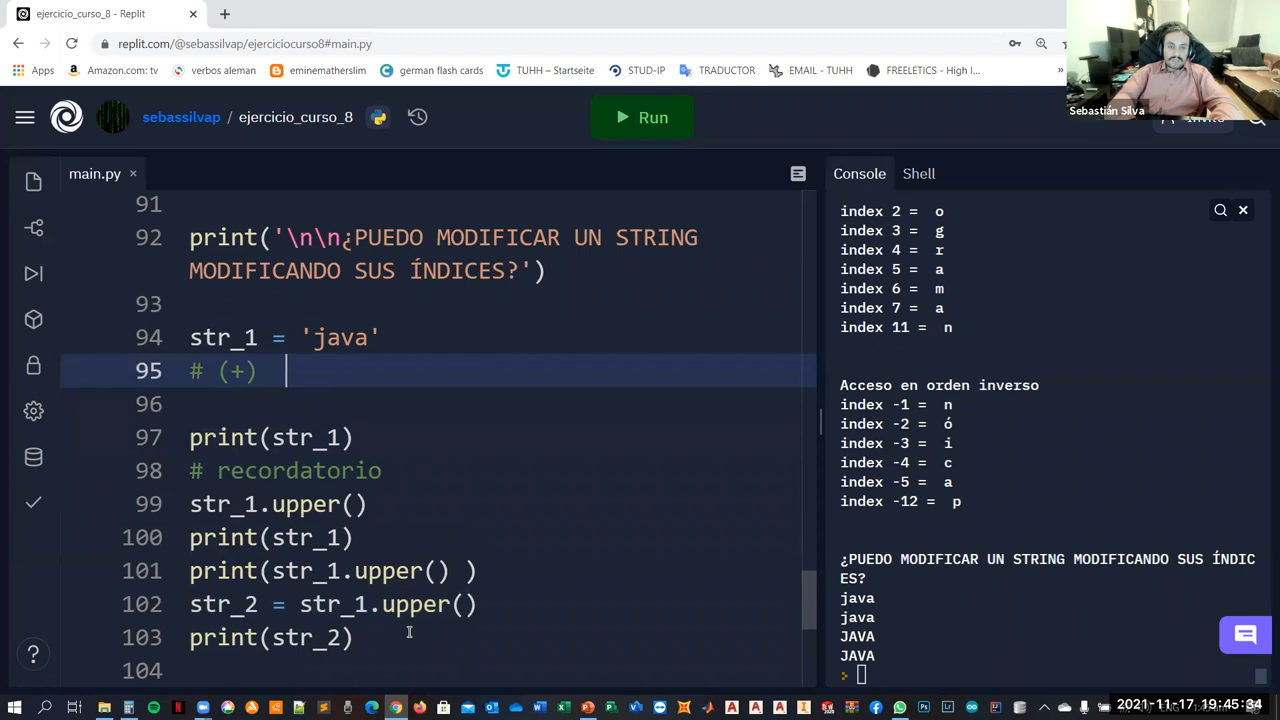 ejercicio_curso_8 - Replit
replit.com/@sebassilvap/ejerciciocurso8#main.py
Apps
Amazon.com: tv
verbos aleman
eminematherslim
german flash cards
TUHH – Startseite
STUD-IP
TRADUCTOR
EMAIL - TUHH
FREELETICS - High I...
»
Sebastián Silva
sebassilvap / ejercicio_curso_8
Run
main.py
91
92 print('\n\n¿PUEDO MODIFICAR UN STRING
MODIFICANDO SUS ÍNDICES?')
93
94 str_1 = 'java'
95 # (+)
96
97 print(str_1)
98 # recordatorio
99 str_1.upper()
100 print(str_1)
101 print(str_1.upper() )
102 str_2 = str_1.upper()
103 print(str_2)
104
Console
Shell
index 2 = o
index 3 = g
index 4 = r
index 5 = a
index 6 = m
index 7 = a
index 11 = n
Acceso en orden inverso
index -1 = n
index -2 = ó
index -3 = i
index -4 = c
index -5 = a
index -12 = p
¿PUEDO MODIFICAR UN STRING MODIFICANDO SUS ÍNDIC
ES?
java
java
JAVA
JAVA
2021-11-17 19:45:34